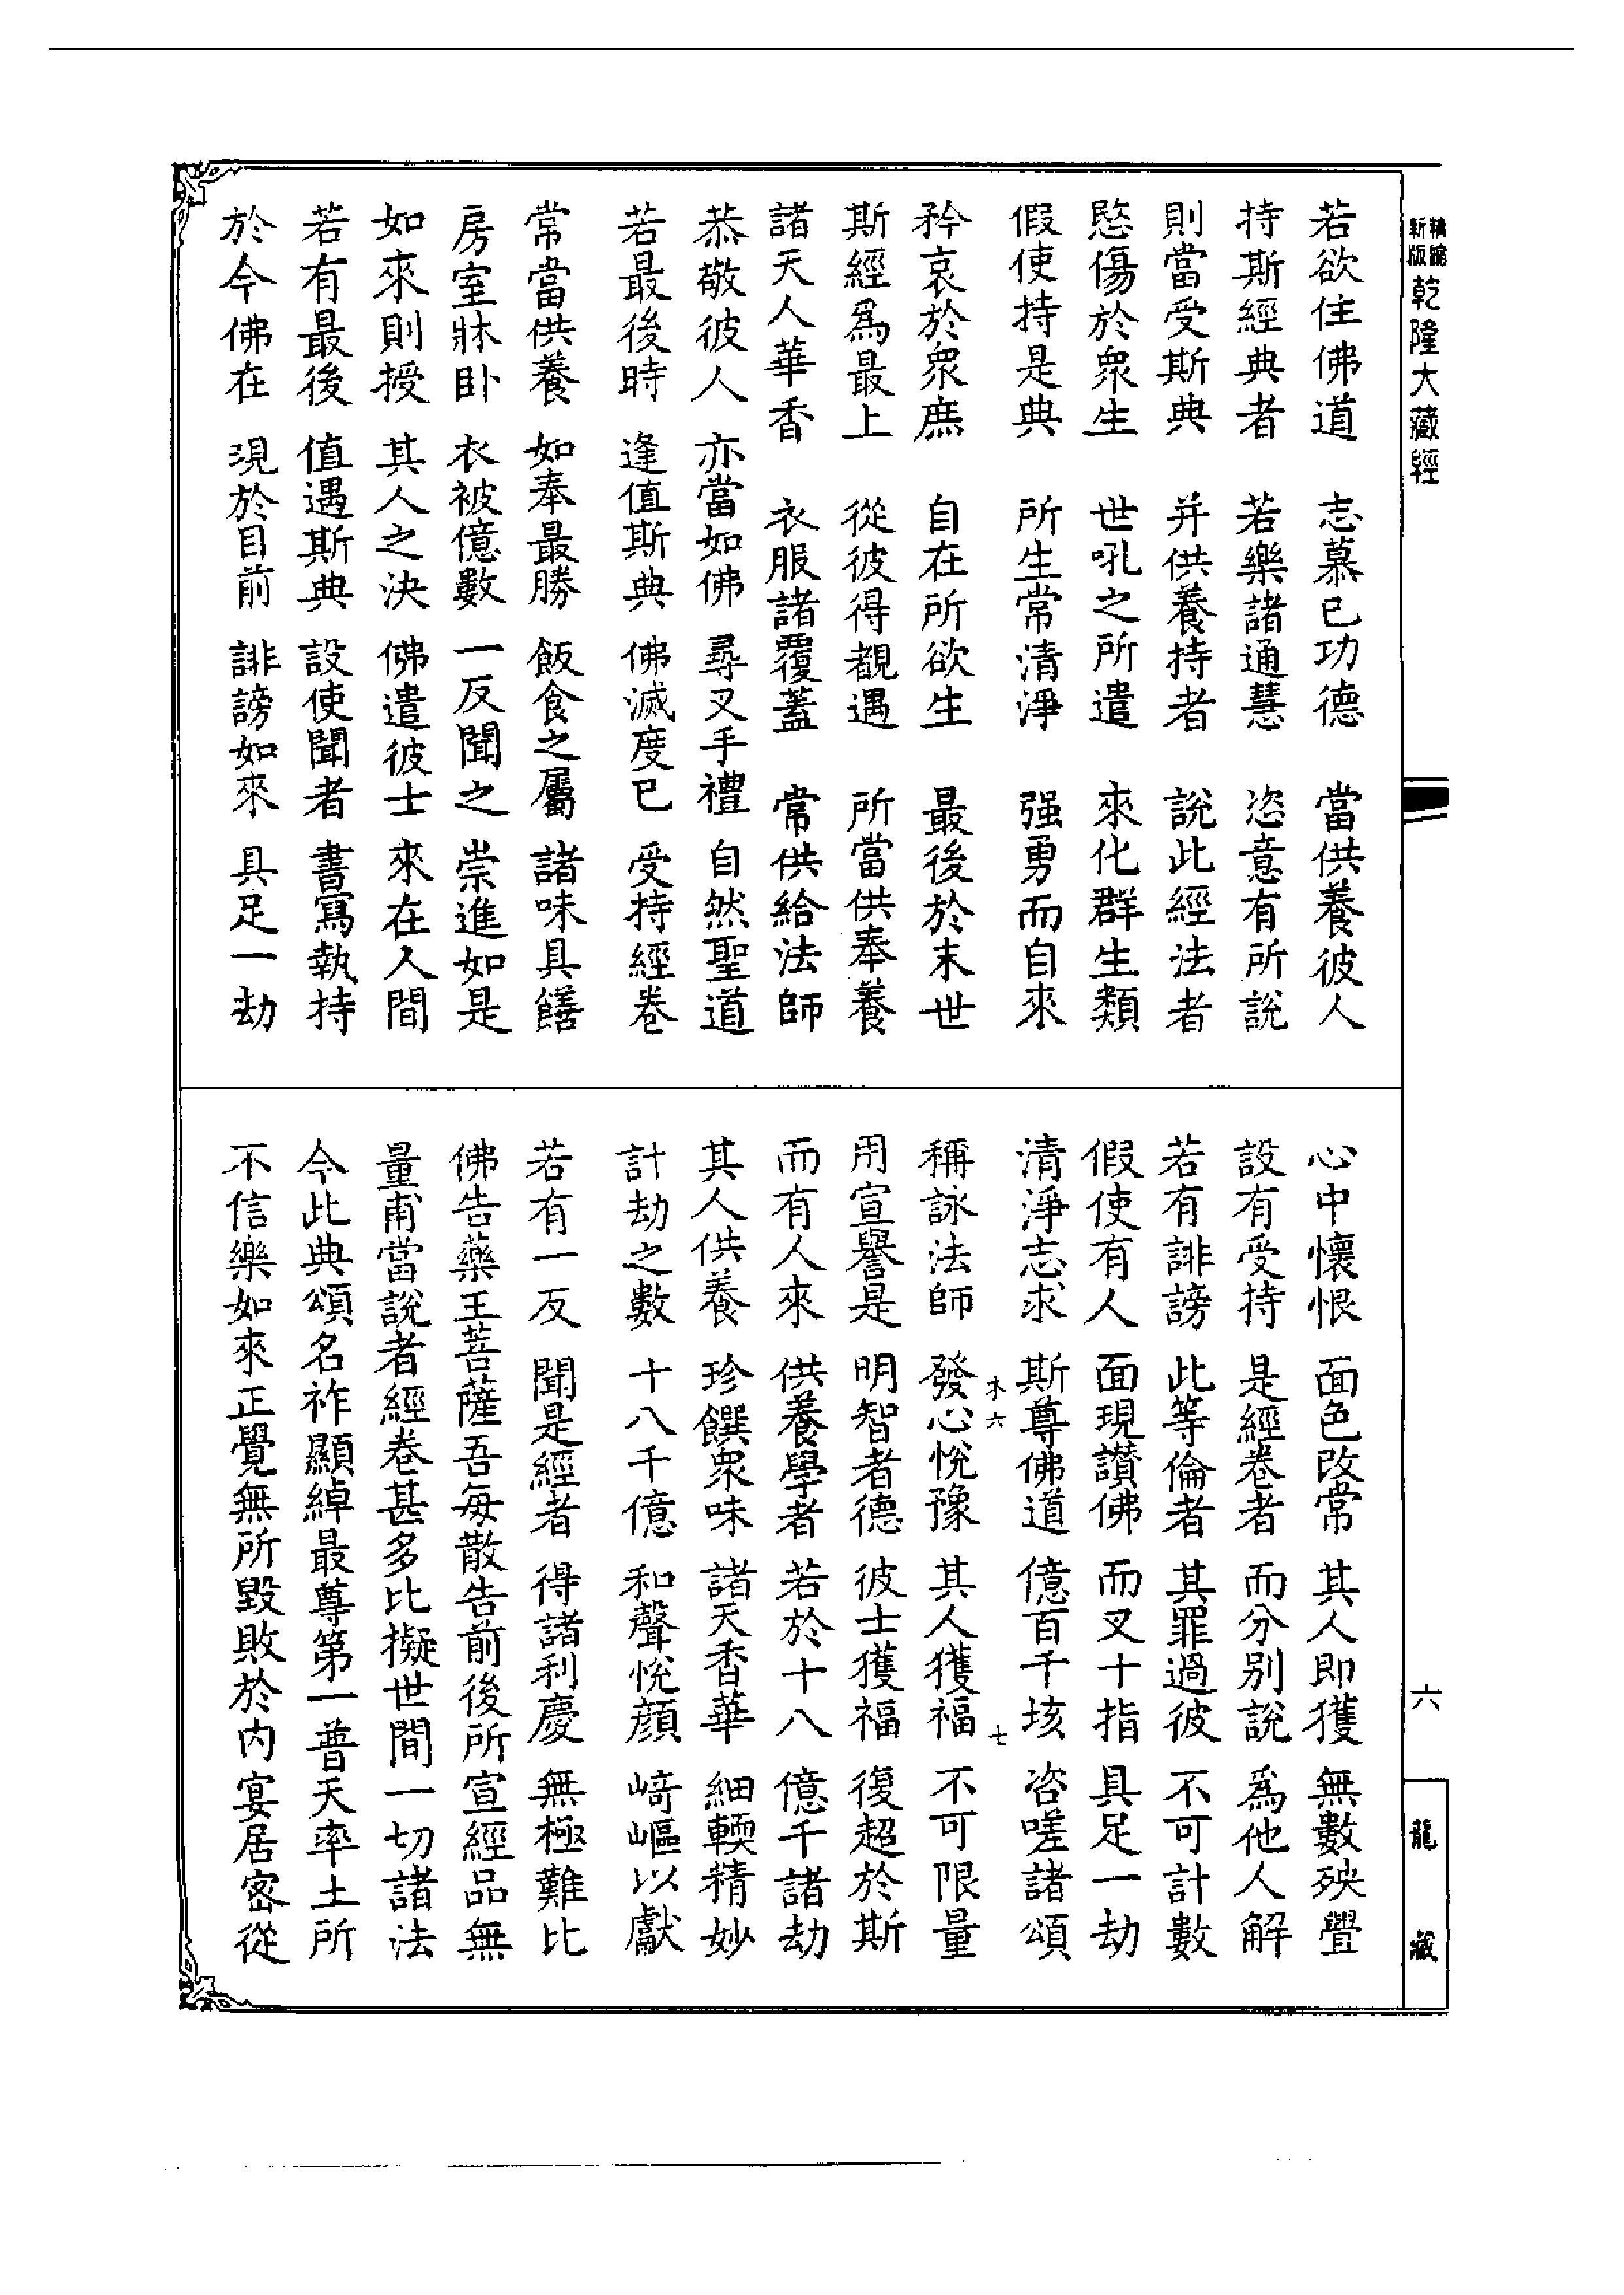 新版 精縮 乾隆大藏經
若欲住佛道 志慕已功德 當供養彼人
持斯經典者 若樂諸通慧 恣意有所說
則當受斯典 并供養持者 說此經法者
愍傷於衆生 世吼之所遣 來化群生類
假使持是典 所生常清淨 强勇而自來
矜哀於衆庶 自在所欲生 最後於末世
斯經爲最上 從彼得覩遇 所當供奉養
諸天人華香 衣服諸覆蓋 常供給法師
恭敬彼人 亦當如佛 尋叉手禮 自然聖道
若最後時 逢值斯典 佛滅度已 受持經卷
常當供養 如奉最勝 飯食之屬 諸味具饍
房室牀臥 衣被億數 一反聞之 崇進如是
如來則授 其人之決 佛遣彼士 來在人間
若有最後 值遇斯典 設使聞者 書寫執持
於今佛在 現於目前 誹謗如來 具足一劫
心中懷恨 面色改常 其人即獲 無數殃舋
設有受持 是經卷者 而分別說 爲他人解
若有誹謗 此等倫者 其罪過彼 不可計數
假使有人 面現讃佛 而叉十指 具足一劫
清淨志求 斯尊佛道 億百千垓 咨嗟諸頌
木六 七
稱詠法師 發心悅豫 其人獲福 不可限量
用宣譽是 明智者德 彼士獲福 復超於斯
而有人來 供養學者 若於十八 億千諸劫
其人供養 珍饌衆味 諸天香華 細輭精妙
計劫之數 十八千億 和聲悅顔 崎嶇以獻
若有一反 聞是經者 得諸利慶 無極難比
佛告藥王菩薩吾每散告前後所宣經品無
量甫當說者經卷甚多比擬世間一切諸法
今此典頌名祚顯綽最尊第一普天率土所
不信樂如來正覺無所毀敗於內宴居密從
六
龍藏